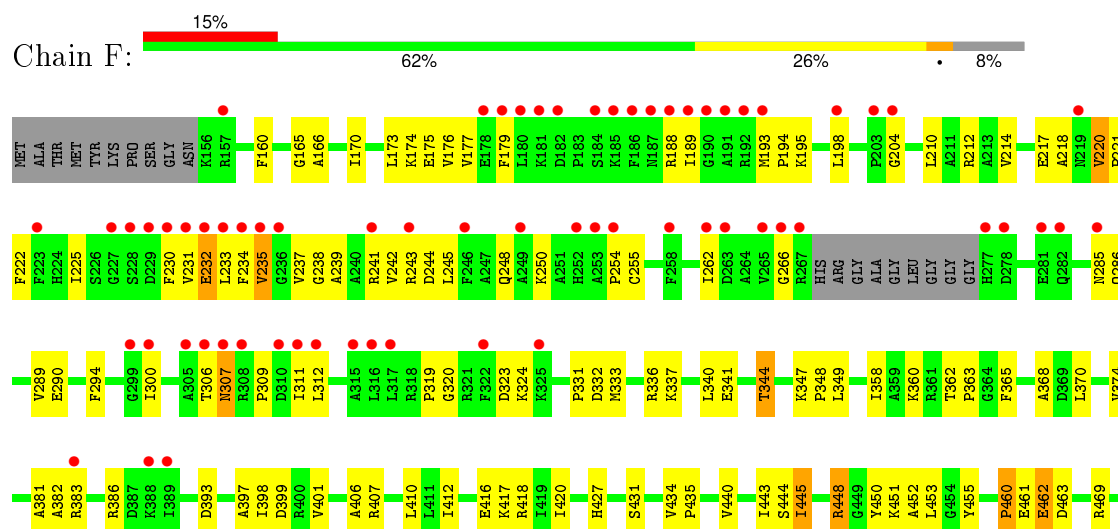 15%
Chain F:
62% 26% • 8%
MET ALA THR MET TYR LYS PRO SER GLY ASN K156 R157 F160 G165 A166 I170 L173 K174 E175 V176 V177 E178 F179 L180 K181 D182 P183 S184 K185 F186 N187 R188 I189 G190 A191 R192 M193 P194 K195 L198 P203 G204 L210 A211 R212 A213 V214 E217 A218 N219 V220 P221
F222 F223 H224 I225 S226 G227 S228 D229 F230 V231 E232 L233 F234 V235 G236 V237 G238 A239 A240 R241 V242 R243 D244 L245 F246 A247 Q248 A249 K250 A251 H252 A253 P254 C255 F258 I262 D263 A264 V265 G266 R267 HIS ARG GLY ALA GLY LEU GLY GLY GLY H277 D278 E281 Q282 N285 Q286
V289 E290 F294 G299 I300 A305 T306 N307 R308 P309 D310 I311 L312 A315 L316 L317 R318 P319 G320 R321 F322 D323 K324 K325 P331 D332 M333 R336 K337 L340 E341 T344 K347 P348 L349 I358 A359 K360 R361 T362 P363 G364 F365 A368 D369 L370 V374
A381 A382 R383 R386 D387 K388 I389 D393 A397 I398 D399 R400 V401 A406 R407 L410 L411 I412 E416 K417 R418 I419 I420 H427 S431 V434 P435 V440 I443 S444 I445 R448 G449 Y450 K451 A452 L453 G454 Y455 P460 E461 E462 D463 R469